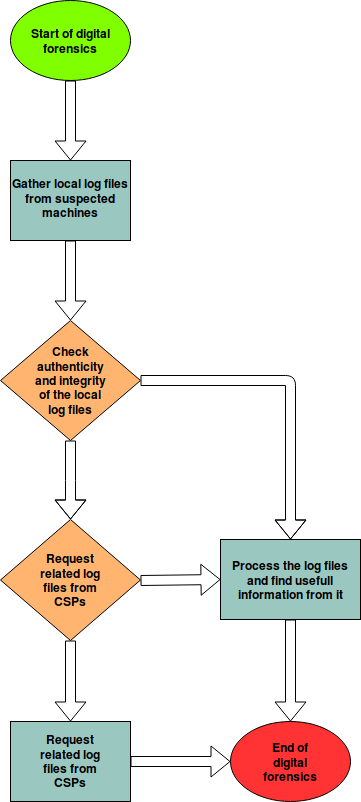 Start of digital
forensics
Gather local log files
from suspected
machines
Check
authenticity
and integrity
of the local
log files
Request
related log
files from
CSPs
Process the log files
and find usefull
information from it
Request
related log
files from
CSPs
End of
digital
forensics